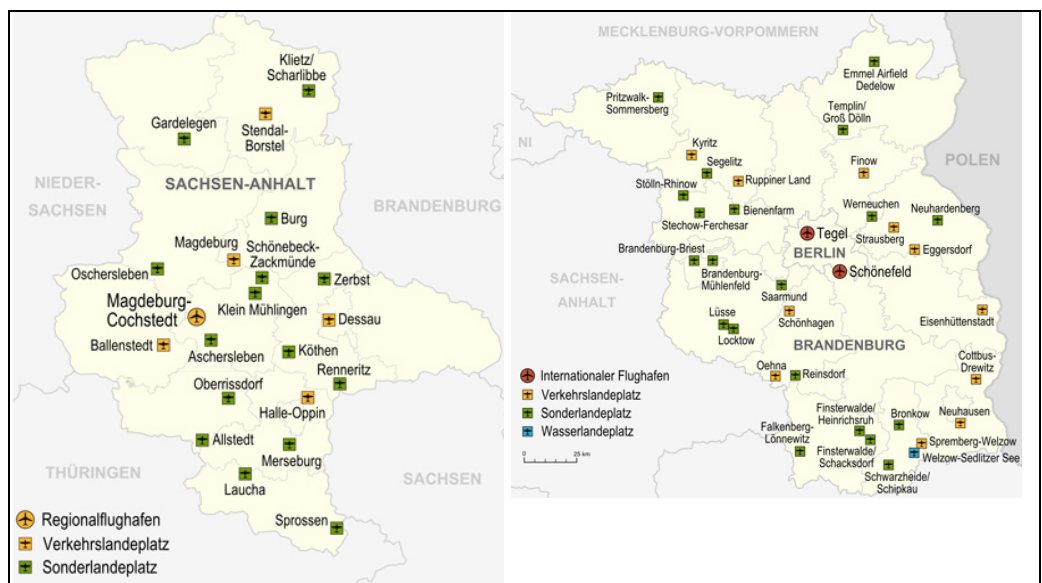 Klietz/
Scharlibbe
Gardelegen
Stendal-
Borstel
NIEDER-
SACHSEN
SACHSEN-ANHALT
BRANDENBURG
Burg
Magdeburg
Schönebeck-
Zackmünde
Oschersleben
Zerbst
Klein Mühlingen
Magdeburg-
Cochstedt
Dessau
Ballenstedt
Aschersleben
Köthen
Renneritz
Oberrissdorf
Halle-Oppin
Allstedt
Merseburg
THÜRINGEN
SACHSEN
Laucha
Sprossen
Regionalflughafen
Verkehrslandeplatz
Sonderlandeplatz
MECKLENBURG-VORPOMMERN
Emmel Airfield
Dedelow
Pritzwalk-
Sommersberg
Templin/
Groß Dölln
NI
Kyritz
Segelitz
Finow
POLEN
Stölln-Rhinow
Ruppiner Land
Bienenfarm
Werneuchen
Neuhardenberg
Stechow-Ferchesar
Tegel
Strausberg
BERLIN
Eggersdorf
Brandenburg-Briest
Brandenburg-
Mühlenfeld
Schönefeld
SACHSEN-
ANHALT
Saarmund
Lüsse
Schönhagen
Eisenhüttenstadt
Locktow
BRANDENBURG
Oehna
Reinsdorf
Cottbus-
Drewitz
Internationaler Flughafen
Verkehrslandeplatz
Sonderlandeplatz
Wasserlandeplatz
0
25 km
Finsterwalde/
Heinrichsruh
Bronkow
Neuhausen
Falkenberg-
Lönnewitz
Finsterwalde/
Schacksdorf
Spremberg-Welzow
Welzow-Sedlitzer See
Schwarzheide/
Schipkau